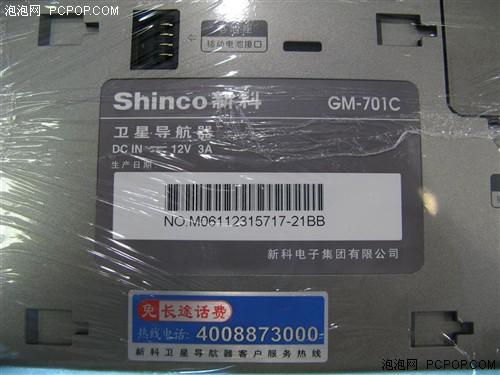 泡泡网 PCPOP.COM
移动电池接口
Shinco新科
GM-701C
卫星导航器
DC IN 12V 3A
生产日期
NO.M06112315717-21BB
新科电子集团有限公司
免长途话费
热线电话: 4008873000
新科卫星导航器客户服务热线
泡泡网 PCPOP.COM